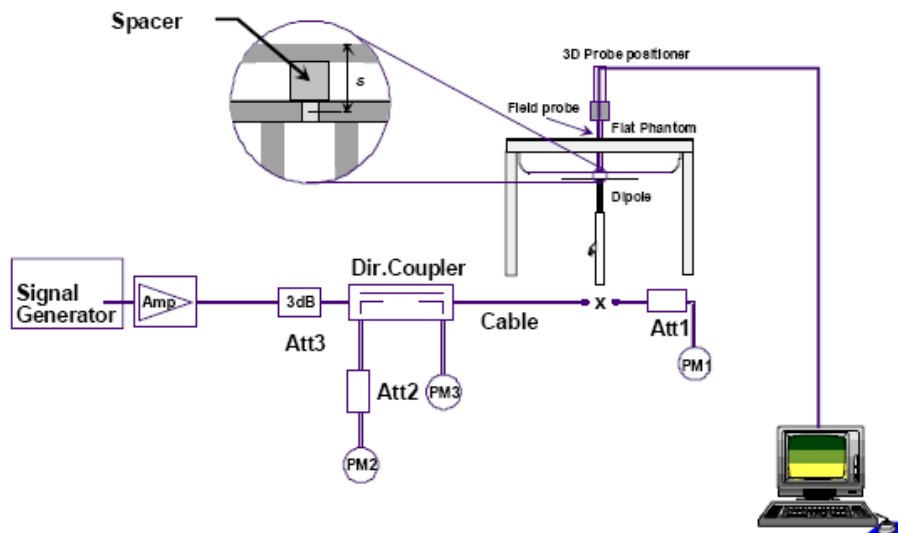 Spacer
s
3D Probe positioner
Field probe
Flat Phantom
Dipole
Signal
Generator
Amp
3dB
Att3
Dir.Coupler
Cable
x
Att1
PM1
Att2
PM3
PM2